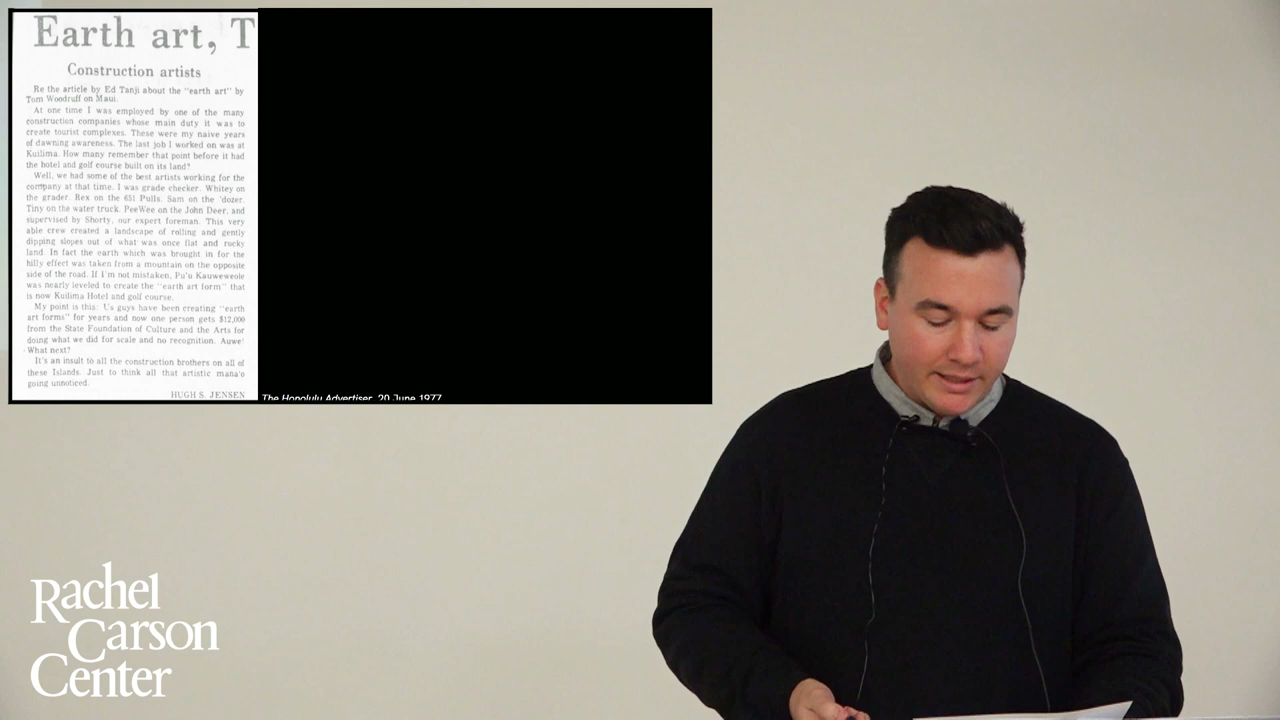 Earth art, T
Construction artists
Re the article by Ed Tanji about the "earth art" by
Tom Woodruff on Maui.
At one time I was employed by one of the many
construction companies whose main duty it was to
create tourist complexes. These were my naive years
of dawning awareness. The last job I worked on was at
Kuilima. How many remember that point before it had
the hotel and golf course built on its land?
Well, we had some of the best artists working for the
company at that time. I was grade checker. Whitey on
the grader. Rex on the 651 Pulls. Sam on the 'dozer.
Tiny on the water truck. PeeWee on the John Deer, and
supervised by Shorty, our expert foreman. This very
able crew created a landscape of rolling and gently
dipping slopes out of what was once flat and rocky
land. In fact the earth which was brought in for the
hilly effect was taken from a mountain on the opposite
side of the road. If I'm not mistaken, Pu'u Kauweweole
was nearly leveled to create the "earth art form" that
is now Kuilima Hotel and golf course.
My point is this: Us guys have been creating "earth
art forms" for years and now one person gets $12,000
from the State Foundation of Culture and the Arts for
doing what we did for scale and no recognition. Auwe!
What next?
It's an insult to all the construction brothers on all of
these Islands. Just to think all that artistic mana'o
going unnoticed.
HUGH S. JENSEN
The Honolulu Advertiser, 20 June 1977
Rachel
Carson
Center